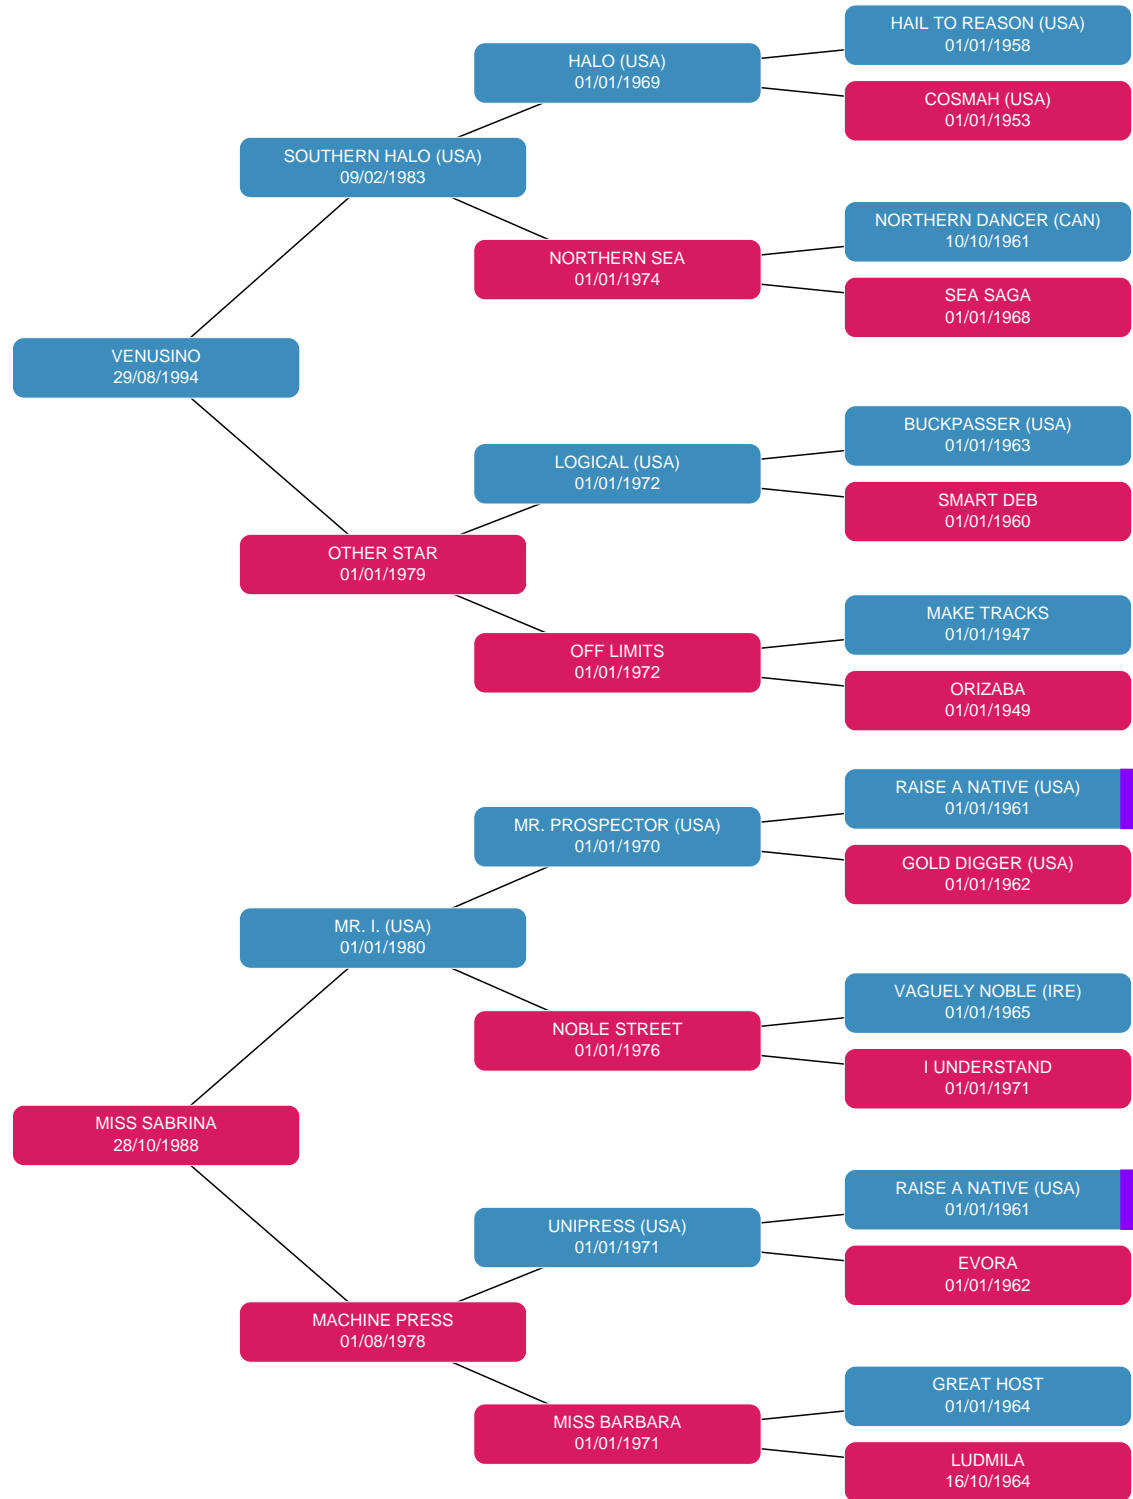 HAIL TO REASON (USA)
01/01/1958
HALO (USA)
01/01/1969
COSMAH (USA)
01/01/1953
SOUTHERN HALO (USA)
09/02/1983
NORTHERN DANCER (CAN)
10/10/1961
NORTHERN SEA
01/01/1974
SEA SAGA
01/01/1968
VENUSINO
29/08/1994
BUCKPASSER (USA)
01/01/1963
LOGICAL (USA)
01/01/1972
SMART DEB
01/01/1960
OTHER STAR
01/01/1979
MAKE TRACKS
01/01/1947
OFF LIMITS
01/01/1972
ORIZABA
01/01/1949
RAISE A NATIVE (USA)
01/01/1961
MR. PROSPECTOR (USA)
01/01/1970
GOLD DIGGER (USA)
01/01/1962
MR. I. (USA)
01/01/1980
VAGUELY NOBLE (IRE)
01/01/1965
NOBLE STREET
01/01/1976
I UNDERSTAND
01/01/1971
MISS SABRINA
28/10/1988
RAISE A NATIVE (USA)
01/01/1961
UNIPRESS (USA)
01/01/1971
EVORA
01/01/1962
MACHINE PRESS
01/08/1978
GREAT HOST
01/01/1964
MISS BARBARA
01/01/1971
LUDMILA
16/10/1964